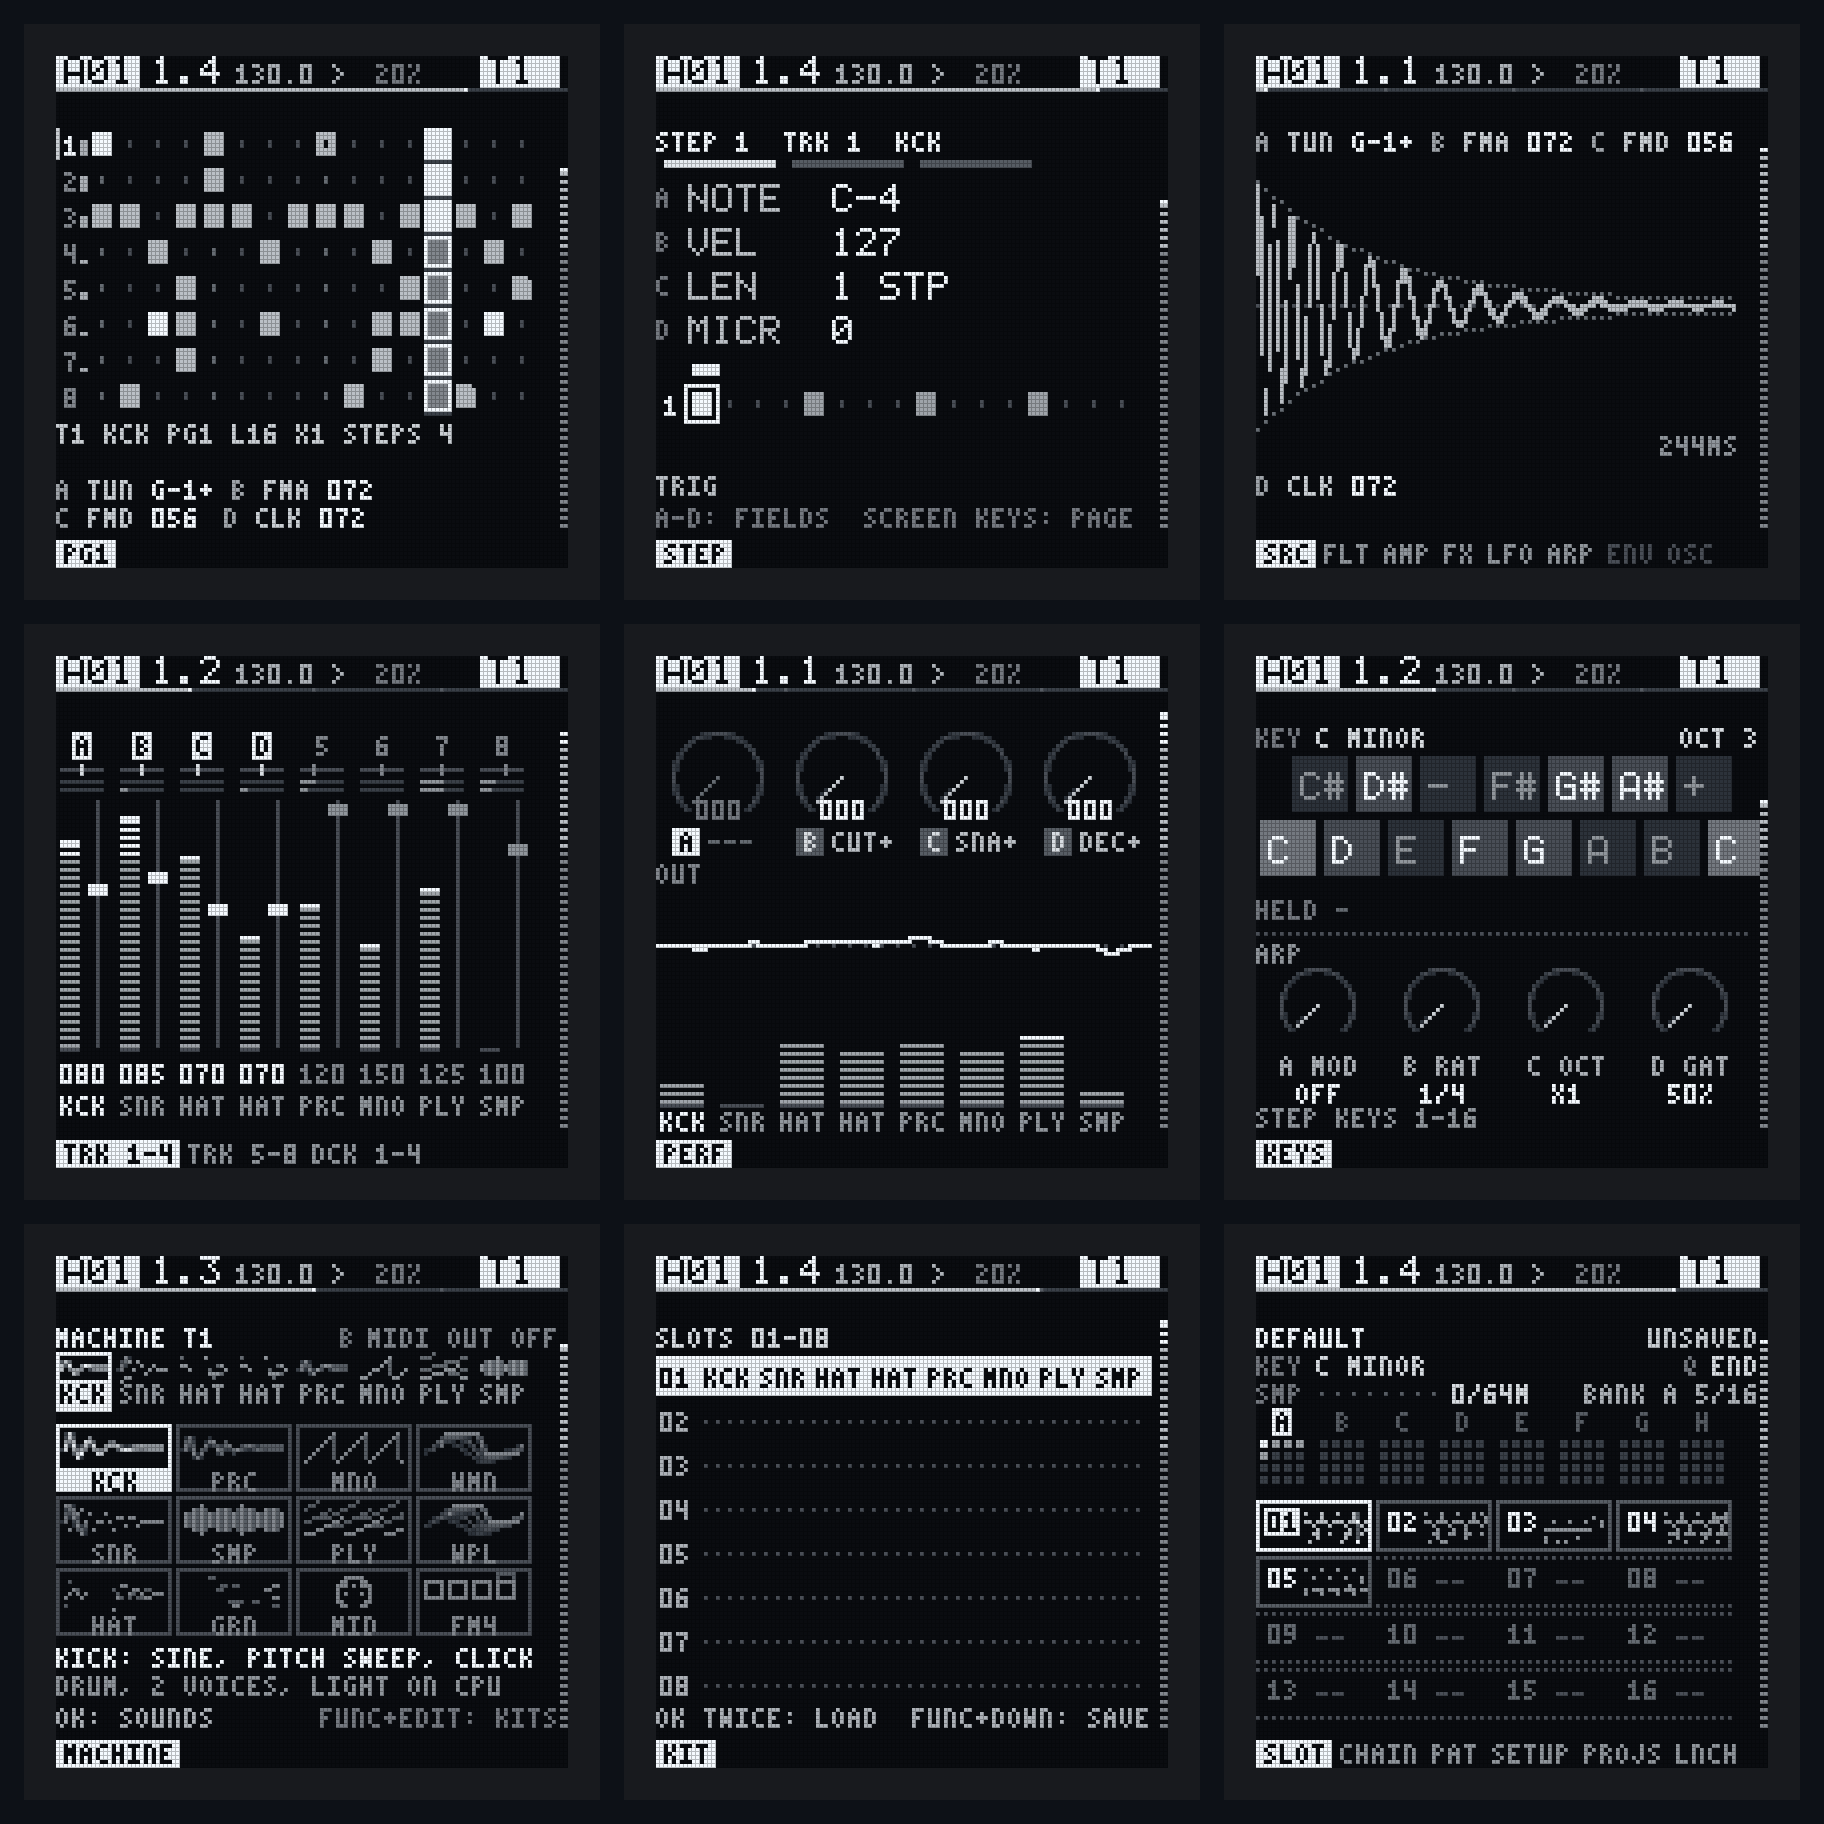 A01 1.4 130.0 > 20% T1
1
2
3
4
5
6
7
8
T1 KCK PG1 L16 X1 STEPS 4
A TUN G-1+ B FMA 072
C FMD 056 D CLK 072
PG1
A01 1.4 130.0 > 20% T1
STEP 1 TRK 1 KCK
A NOTE C-4
B VEL 127
C LEN 1 STP
D MICR 0
1
TRIG
A-D: FIELDS SCREEN KEYS: PAGE
STEP
A01 1.1 130.0 > 20% T1
A TUN G-1+ B FMA 072 C FMD 056
244MS
D CLK 072
SRC FLT AMP FX LFO ARP ENV OSC
A01 1.2 130.0 > 20% T1
A B C D 5 6 7 8
080 085 070 070 120 150 125 100
KCK SNR HAT HAT PRC MNO PLY SMP
TRK 1-4 TRK 5-8 DCK 1-4
A01 1.1 130.0 > 20% T1
000 000 000 000
A --- B CUT+ C SNA+ D DEC+
OUT
KCK SNR HAT HAT PRC MNO PLY SMP
PERF
A01 1.2 130.0 > 20% T1
KEY C MINOR OCT 3
C# D# - F# G# A# +
C D E F G A B C
HELD -
ARP
A MOD B RAT C OCT D GAT
OFF 1/4 X1 50%
STEP KEYS 1-16
KEYS
A01 1.3 130.0 > 20% T1
MACHINE T1 B MIDI OUT OFF
KCK SNR HAT HAT PRC MNO PLY SMP
KCK PRC MNO WMN
SNR SMP PLY WPL
HAT GRN MID FM4
KICK: SINE, PITCH SWEEP, CLICK
DRUM, 2 VOICES, LIGHT ON CPU
OK: SOUNDS FUNC+EDIT: KITS
MACHINE
A01 1.4 130.0 > 20% T1
SLOTS 01-08
01 KCK SNR HAT HAT PRC MNO PLY SMP
02
03
04
05
06
07
08
OK TWICE: LOAD FUNC+DOWN: SAVE
KIT
A01 1.4 130.0 > 20% T1
DEFAULT UNSAVED
KEY C MINOR Q END
SMP ········ 0/64M BANK A 5/16
A B C D E F G H
01 02 03 04
05 06 -- 07 -- 08 --
09 -- 10 -- 11 -- 12 --
13 -- 14 -- 15 -- 16 --
SLOT CHAIN PAT SETUP PROJS LNCH